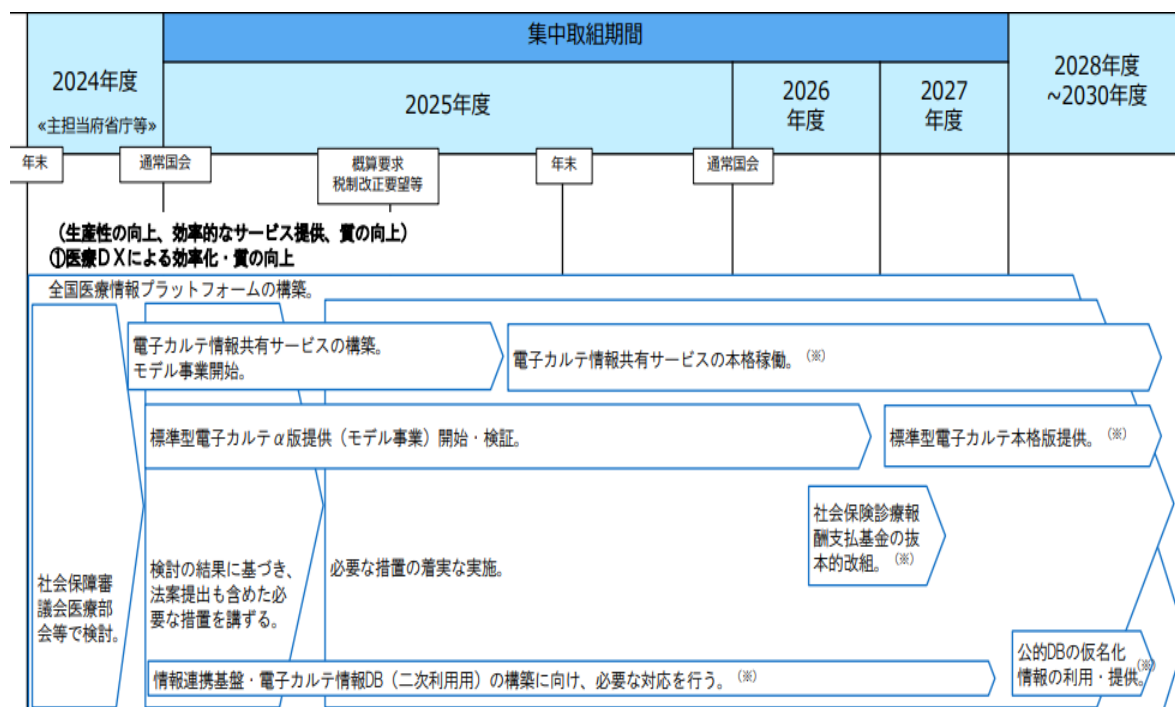 集中取組期間
2024年度
«主担当府省庁等»
2025年度
2026
年度
2027
年度
2028年度
~2030年度
年末
通常国会
概算要求
税制改正要望等
年末
通常国会
(生産性の向上、効率的なサービス提供、質の向上)
①医療DXによる効率化・質の向上
全国医療情報プラットフォームの構築。
電子カルテ情報共有サービスの構築。
モデル事業開始。
電子カルテ情報共有サービスの本格稼働。(※)
標準型電子カルテα版提供(モデル事業)開始・検証。
標準型電子カルテ本格版提供。(※)
社会保険診療報
酬支払基金の抜
本的改組。(※)
社会保障審
議会医療部
会等で検討。
検討の結果に基づき、
法案提出も含めた必
要な措置を講ずる。
必要な措置の着実な実施。
情報連携基盤・電子カルテ情報DB(二次利用用)の構築に向け、必要な対応を行う。(※)
公的DBの仮名化
情報の利用・提供。(※)